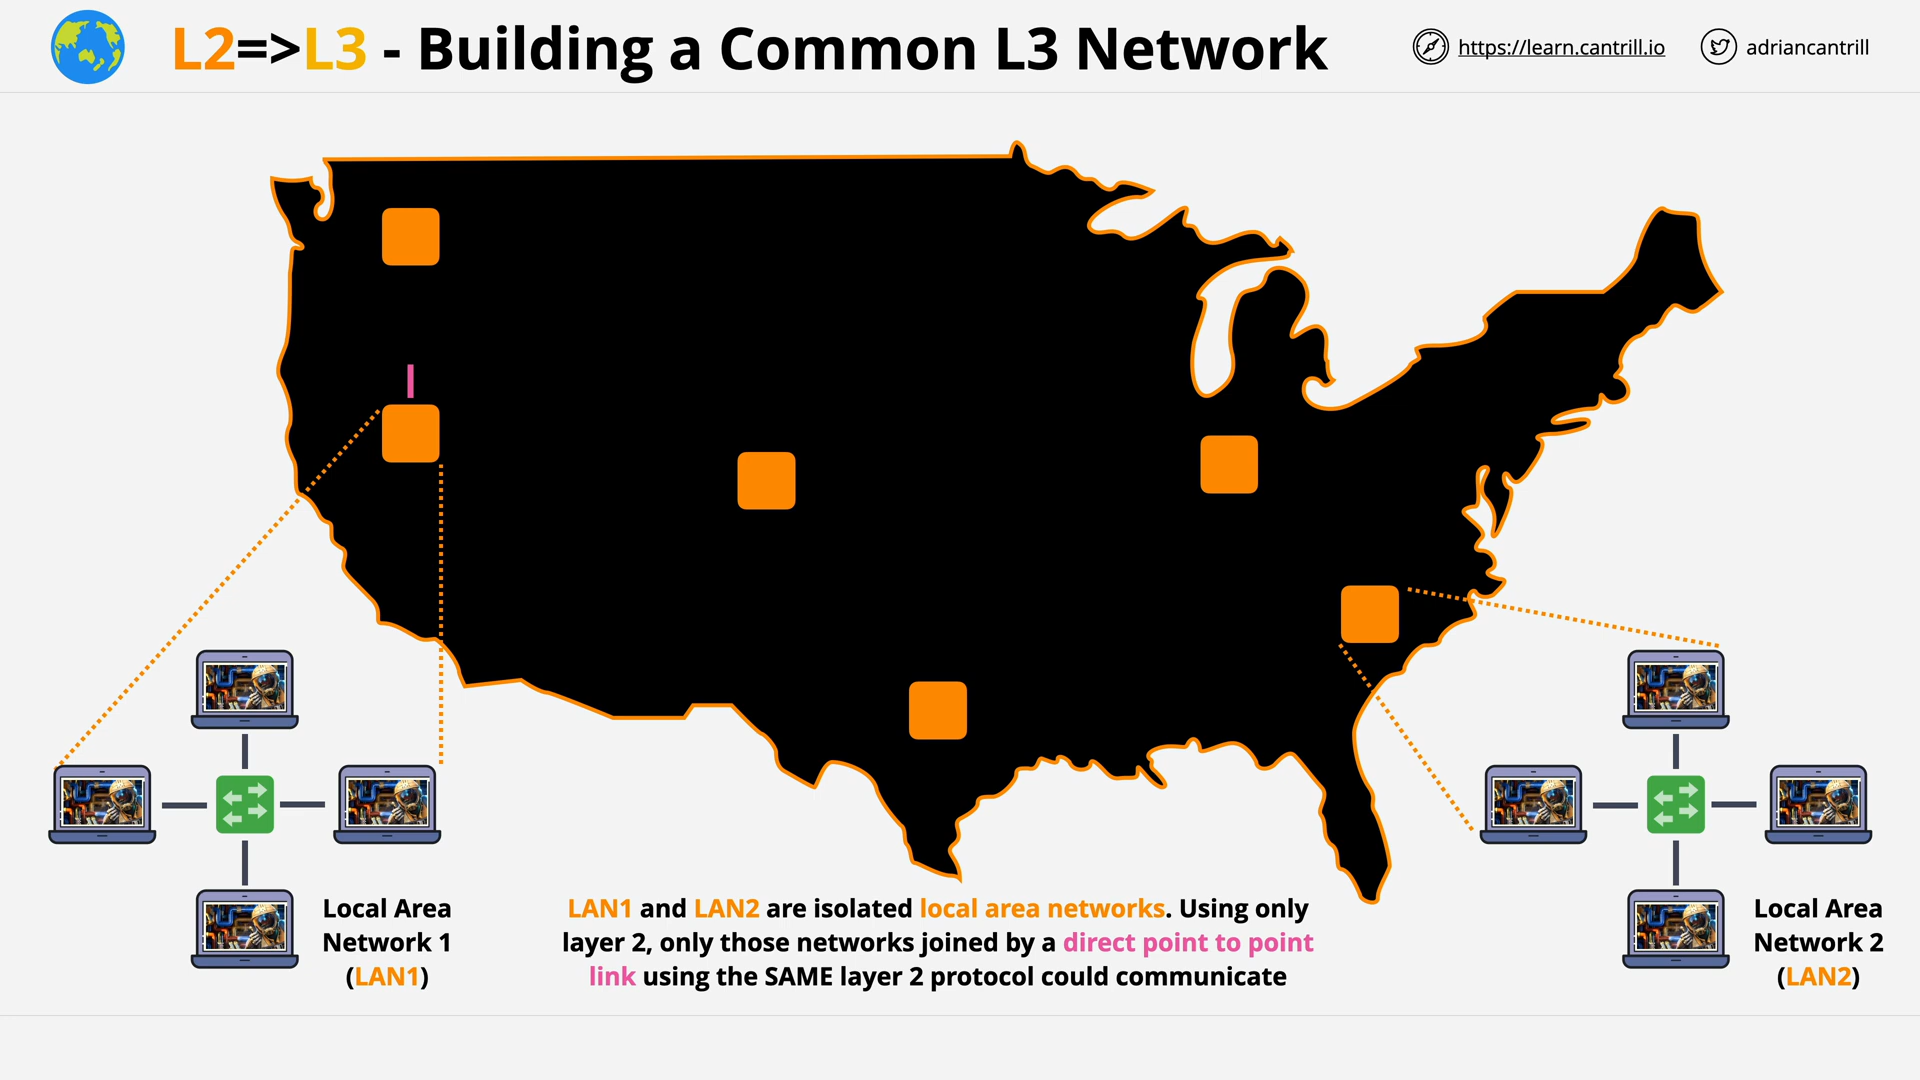 L2=>L3 - Building a Common L3 Network
https://learn.cantrill.io
adriancantrill
Local Area
Network 1
(LAN1)
LAN1 and LAN2 are isolated local area networks. Using only
layer 2, only those networks joined by a direct point to point
link using the SAME layer 2 protocol could communicate
Local Area
Network 2
(LAN2)